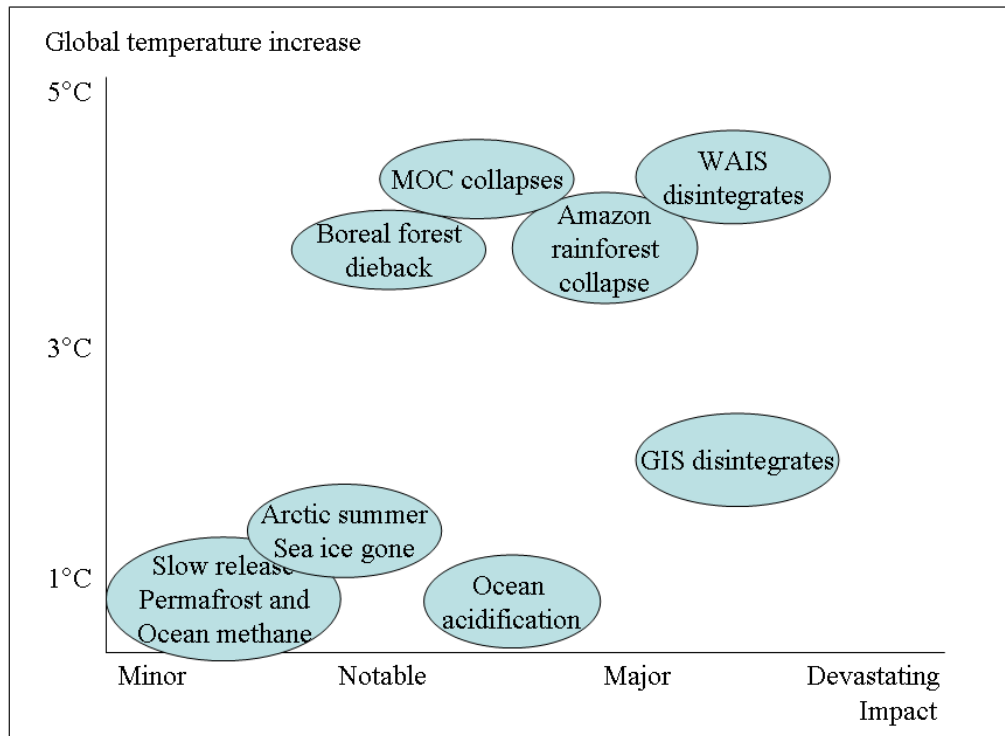 Global temperature increase
5°C
WAIS
disintegrates
MOC collapses
Amazon
rainforest
collapse
Boreal forest
dieback
3°C
GIS disintegrates
Arctic summer
Sea ice gone
1°C
Slow release
Permafrost and
Ocean methane
Ocean
acidification
Minor
Notable
Major
Devastating
Impact